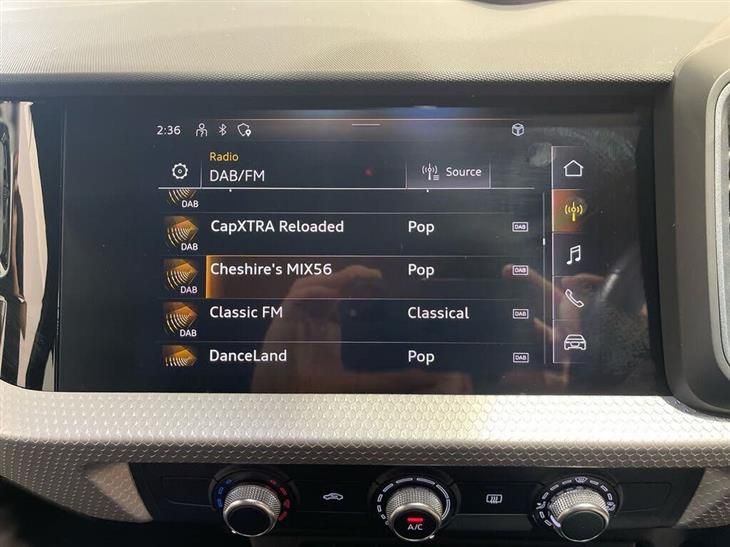 2:36
Radio
DAB/FM
Source
DAB
CapXTRA Reloaded Pop DAB
DAB
Cheshire's MIX56 Pop DAB
DAB
Classic FM Classical DAB
DAB
DanceLand Pop DAB
A/C